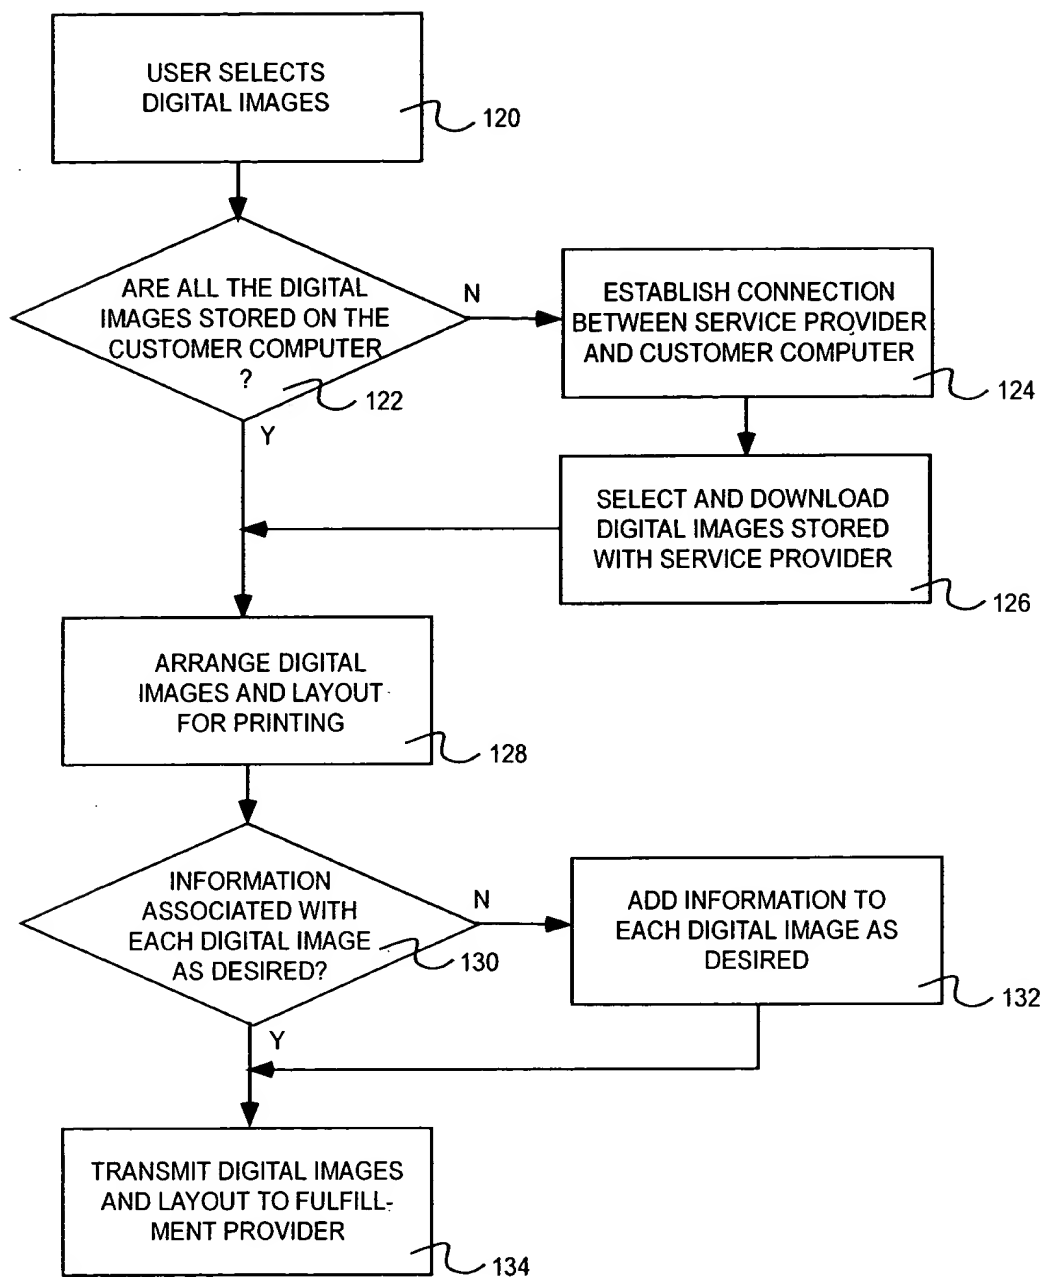 USER SELECTS
DIGITAL IMAGES
120
ARE ALL THE DIGITAL
IMAGES STORED ON THE
CUSTOMER COMPUTER
?
122
N
Y
ESTABLISH CONNECTION
BETWEEN SERVICE PROVIDER
AND CUSTOMER COMPUTER
124
SELECT AND DOWNLOAD
DIGITAL IMAGES STORED
WITH SERVICE PROVIDER
126
ARRANGE DIGITAL
IMAGES AND LAYOUT
FOR PRINTING
128
INFORMATION
ASSOCIATED WITH
EACH DIGITAL IMAGE
AS DESIRED?
130
N
Y
ADD INFORMATION TO
EACH DIGITAL IMAGE AS
DESIRED
132
TRANSMIT DIGITAL IMAGES
AND LAYOUT TO FULFILL-
MENT PROVIDER
134